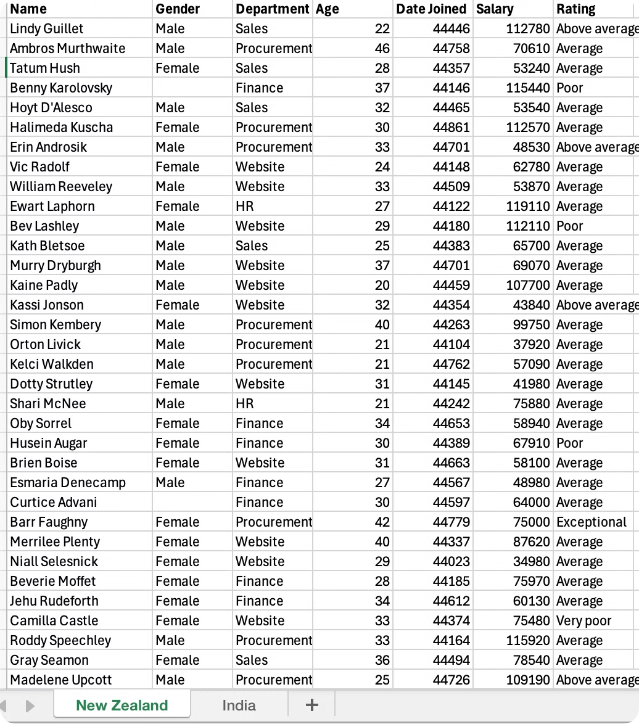 Name Gender Department Age Date Joined Salary Rating
Lindy Guillet Male Sales 22 44446 112780 Above average
Ambros Murthwaite Male Procurement 46 44758 70610 Average
Tatum Hush Female Sales 28 44357 53240 Average
Benny Karolovsky Finance 37 44146 115440 Poor
Hoyt D'Alesco Male Sales 32 44465 53540 Average
Halimeda Kuscha Female Procurement 30 44861 112570 Average
Erin Androsik Male Procurement 33 44701 48530 Above average
Vic Radolf Female Website 24 44148 62780 Average
William Reeveley Male Website 33 44509 53870 Average
Ewart Laphorn Female HR 27 44122 119110 Average
Bev Lashley Male Website 29 44180 112110 Poor
Kath Bletsoe Male Sales 25 44383 65700 Average
Murry Dryburgh Male Website 37 44701 69070 Average
Kaine Padly Male Website 20 44459 107700 Average
Kassi Jonson Female Website 32 44354 43840 Above average
Simon Kembery Male Procurement 40 44263 99750 Average
Orton Livick Male Procurement 21 44104 37920 Average
Kelci Walkden Male Procurement 21 44762 57090 Average
Dotty Strutley Female Website 31 44145 41980 Average
Shari McNee Male HR 21 44242 75880 Average
Oby Sorrel Female Finance 34 44653 58940 Average
Husein Augar Female Finance 30 44389 67910 Poor
Brien Boise Female Website 31 44663 58100 Average
Esmaria Denecamp Male Finance 27 44567 48980 Average
Curtice Advani Finance 30 44597 64000 Average
Barr Faughny Female Procurement 42 44779 75000 Exceptional
Merrilee Plenty Female Website 40 44337 87620 Average
Niall Selesnick Female Website 29 44023 34980 Average
Beverie Moffet Female Finance 28 44185 75970 Average
Jehu Rudeforth Female Finance 34 44612 60130 Average
Camilla Castle Female Website 33 44374 75480 Very poor
Roddy Speechley Male Procurement 33 44164 115920 Average
Gray Seamon Female Sales 36 44494 78540 Average
Madelene Upcott Male Procurement 25 44726 109190 Above average
New Zealand India +